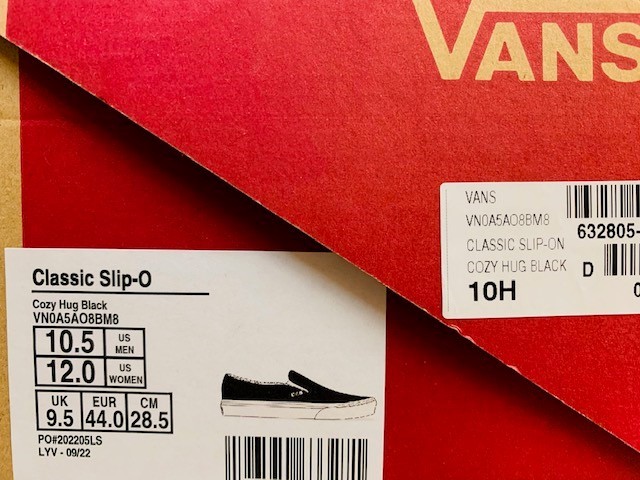 VANS
VANS
VN0A5AO8BM8
CLASSIC SLIP-ON
COZY HUG BLACK
10H
632805-
D
Classic Slip-O
Cozy Hug Black
VN0A5AO8BM8
10.5 US MEN
12.0 US WOMEN
UK EUR CM
9.5 44.0 28.5
PO#202205LS
LYV - 09/22